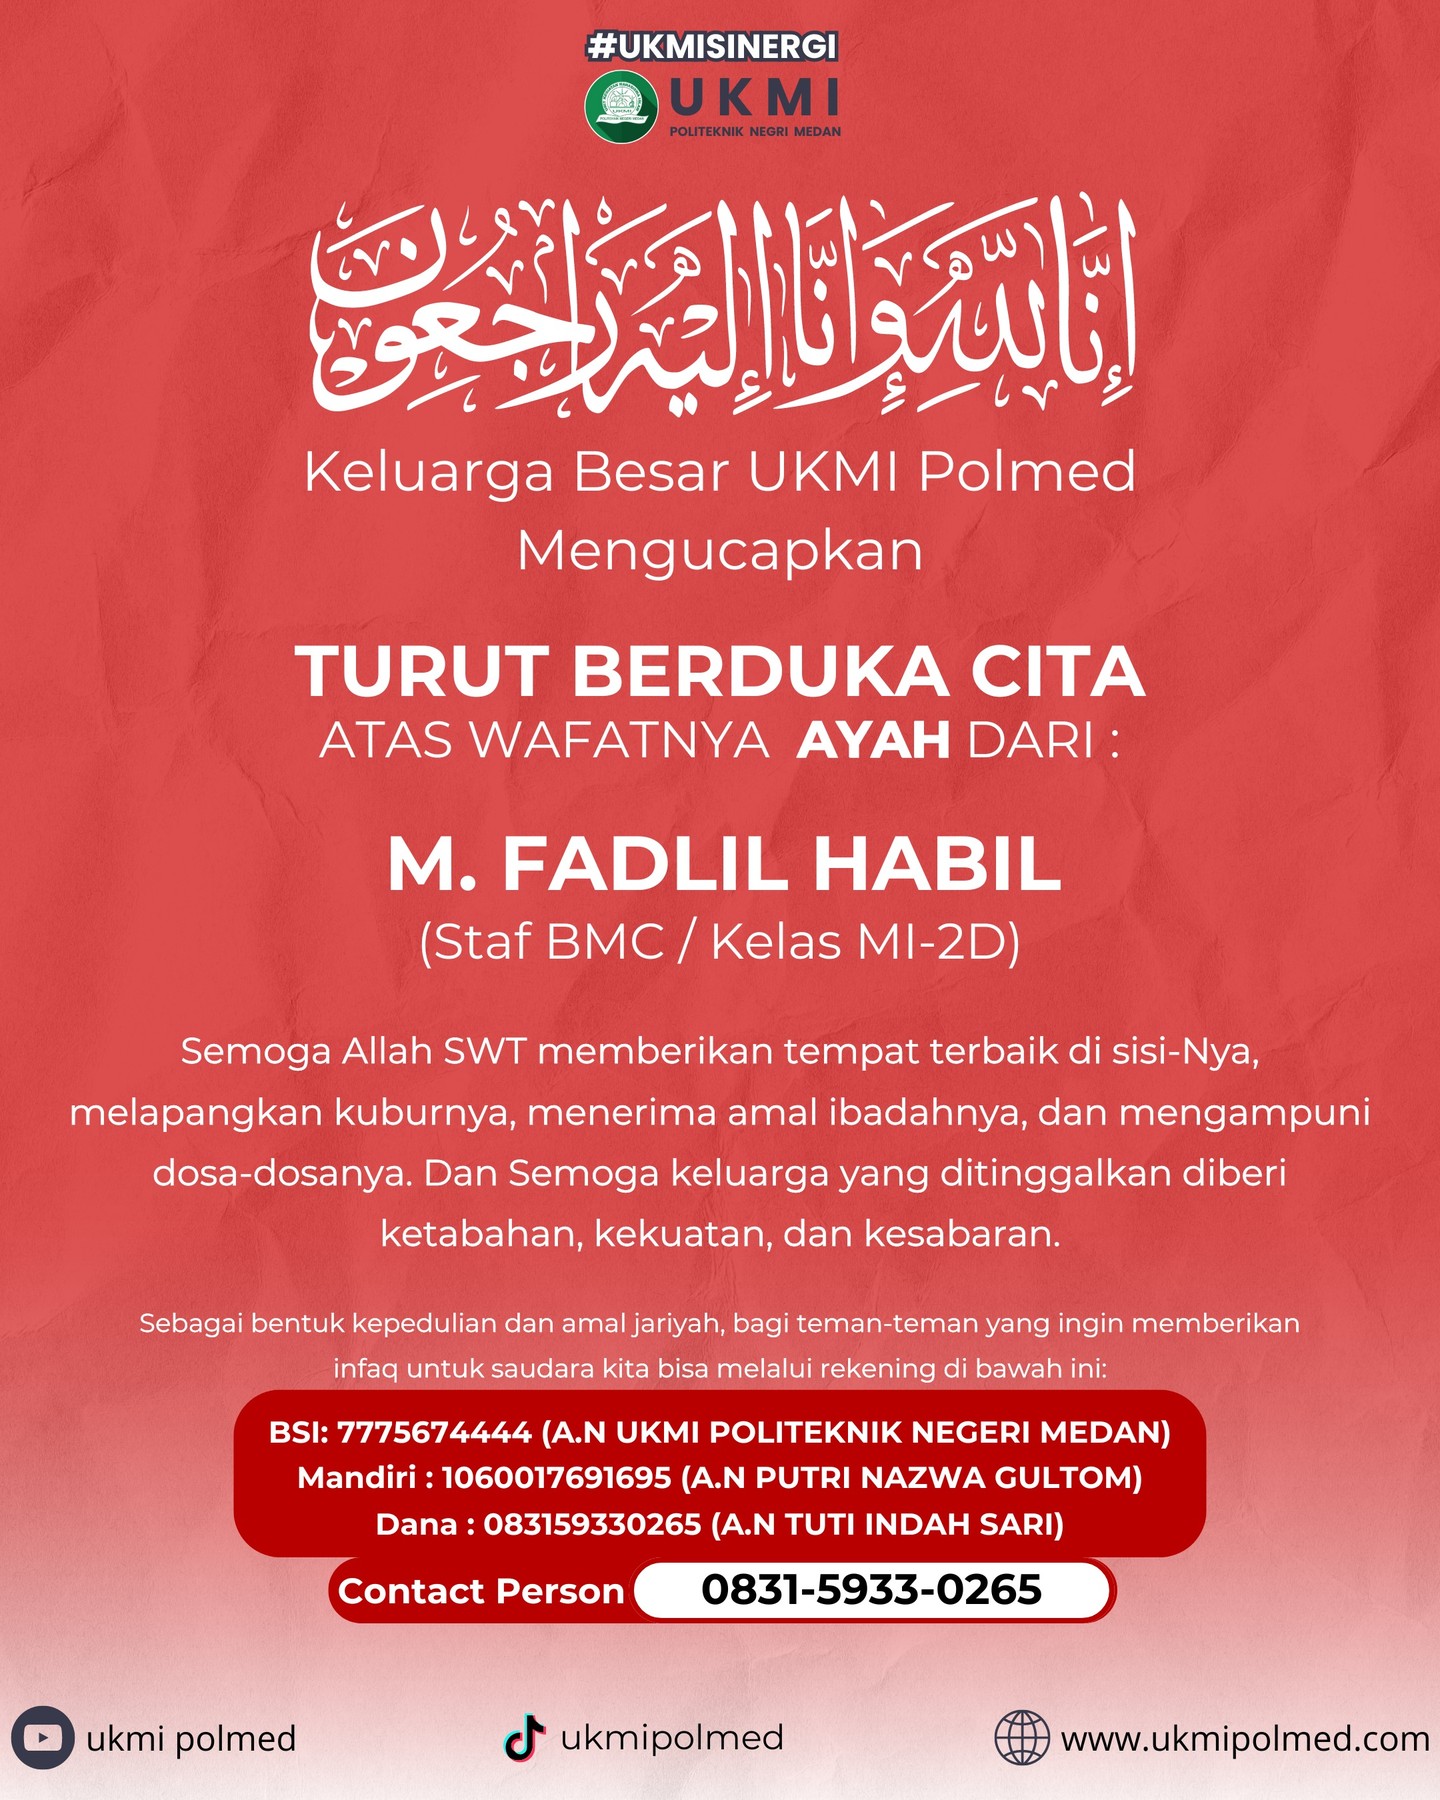 #UKMISINERGI
UKMI
POLITEKNIK NEGRI MEDAN
إِنَّا لِلَّهِ وَإِنَّا إِلَيْهِ رَاجِعُونَ
Keluarga Besar UKMI Polmed
Mengucapkan
TURUT BERDUKA CITA
ATAS WAFATNYA AYAH DARI :
M. FADLIL HABIL
(Staf BMC / Kelas MI-2D)
Semoga Allah SWT memberikan tempat terbaik di sisi-Nya,
melapangkan kuburnya, menerima amal ibadahnya, dan mengampuni
dosa-dosanya. Dan Semoga keluarga yang ditinggalkan diberi
ketabahan, kekuatan, dan kesabaran.
Sebagai bentuk kepedulian dan amal jariyah, bagi teman-teman yang ingin memberikan
infaq untuk saudara kita bisa melalui rekening di bawah ini:
BSI: 7775674444 (A.N UKMI POLITEKNIK NEGERI MEDAN)
Mandiri : 1060017691695 (A.N PUTRI NAZWA GULTOM)
Dana : 083159330265 (A.N TUTI INDAH SARI)
Contact Person 0831-5933-0265
ukmi polmed
ukmipolmed
www.ukmipolmed.com